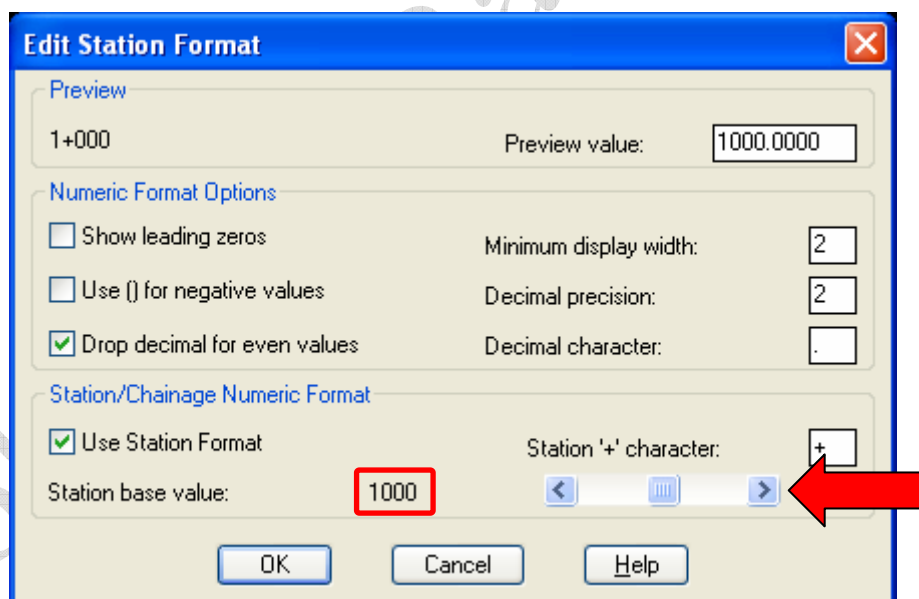 Edit Station Format
Preview
1+000
Preview value: 1000.0000
Numeric Format Options
Show leading zeros
Minimum display width: 2
Use () for negative values
Decimal precision: 2
Drop decimal for even values
Decimal character: .
Station/Chainage Numeric Format
Use Station Format
Station '+' character: +
Station base value: 1000
OK Cancel Help